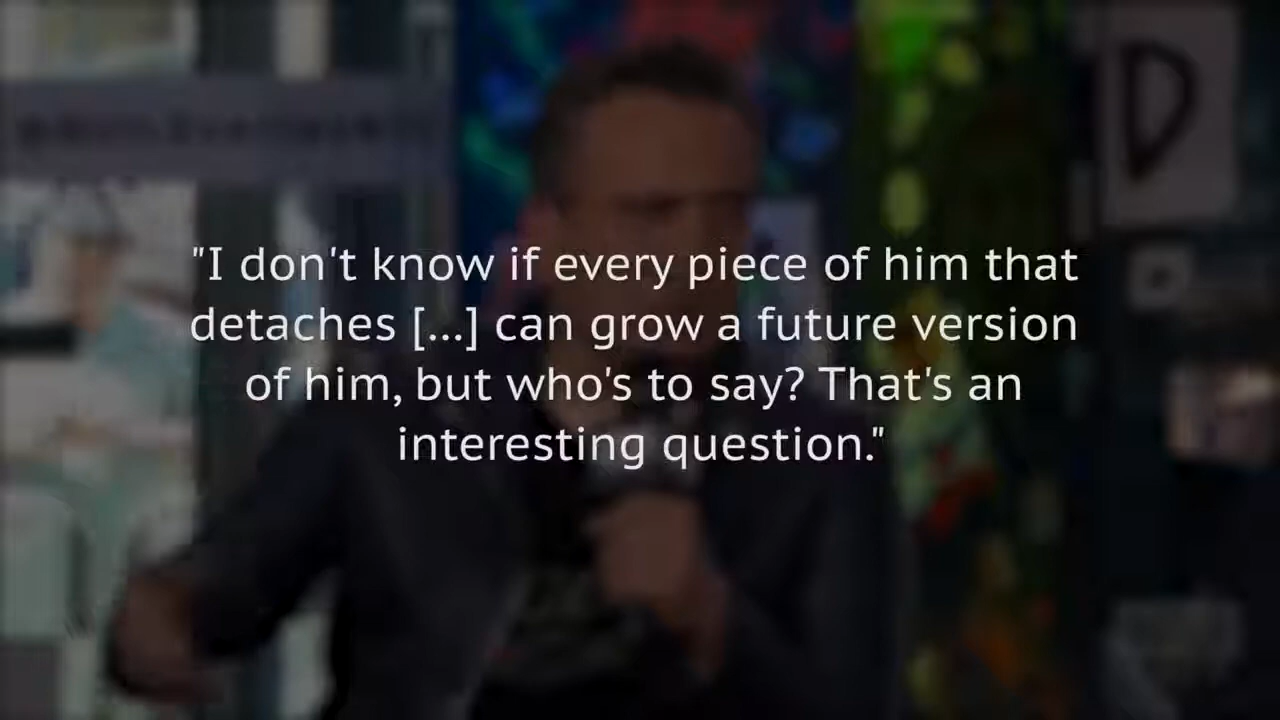 "I don't know if every piece of him that
detaches [...] can grow a future version
of him, but who's to say? That's an
interesting question."
D